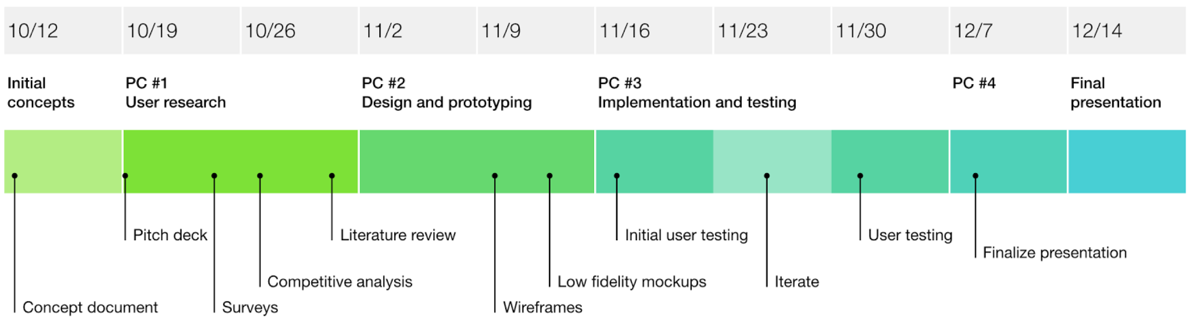 10/12
10/19
10/26
11/2
11/9
11/16
11/23
11/30
12/7
12/14
Initial
concepts
PC #1
User research
PC #2
Design and prototyping
PC #3
Implementation and testing
PC #4
Final
presentation
Pitch deck
Literature review
Initial user testing
User testing
Finalize presentation
Competitive analysis
Low fidelity mockups
Iterate
Concept document
Surveys
Wireframes